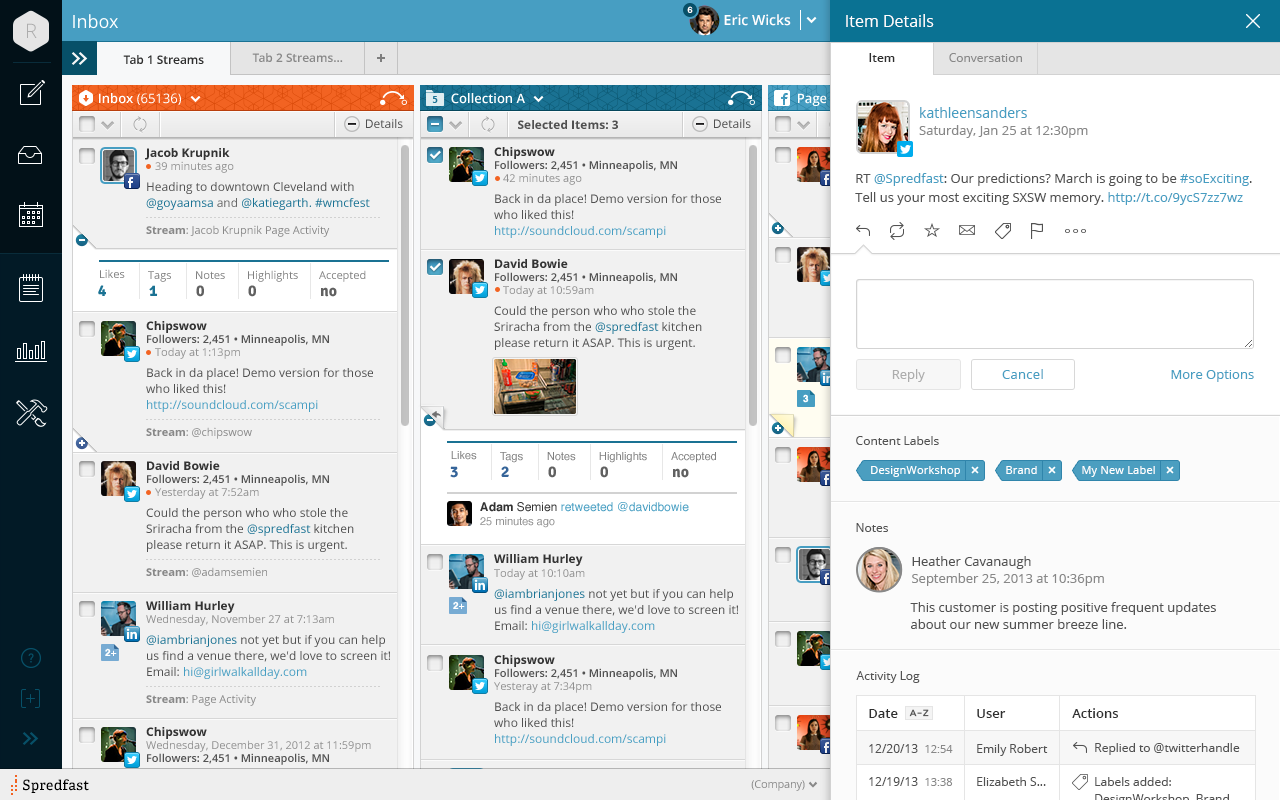 R
Inbox
6
Eric Wicks
Tab 1 Streams
Tab 2 Streams...
+
Inbox (65136)
Details
Jacob Krupnik
39 minutes ago
Heading to downtown Cleveland with
@goyaamsa and @katiegarth. #wmcfest
Stream: Jacob Krupnik Page Activity
Likes Tags Notes Highlights Accepted
4 1 0 0 no
Chipswow
Followers: 2,451 • Minneapolis, MN
Today at 1:13pm
Back in da place! Demo version for those
who liked this!
http://soundcloud.com/scampi
Stream: @chipswow
David Bowie
Followers: 2,451 • Minneapolis, MN
Yesterday at 7:52am
Could the person who who stole the
Sriracha from the @spredfast kitchen
please return it ASAP. This is urgent.
Stream: @adamsemien
William Hurley
Wednesday, November 27 at 7:13am
2+
@iambrianjones not yet but if you can help
us find a venue there, we'd love to screen it!
Email: hi@girlwalkallday.com
Stream: Page Activity
Chipswow
Wednesday, December 31, 2012 at 11:59pm
Followers: 2,451 • Minneapolis, MN
5
Collection A
Selected Items: 3
Details
Chipswow
Followers: 2,451 • Minneapolis, MN
42 minutes ago
Back in da place! Demo version for those
who liked this!
http://soundcloud.com/scampi
David Bowie
Followers: 2,451 • Minneapolis, MN
Today at 10:59am
Could the person who who stole the
Sriracha from the @spredfast kitchen
please return it ASAP. This is urgent.
Likes Tags Notes Highlights Accepted
3 2 0 0 no
Adam Semien retweeted @davidbowie
25 minutes ago
William Hurley
Today at 10:10am
2+
@iambrianjones not yet but if you can help
us find a venue there, we'd love to screen it!
Email: hi@girlwalkallday.com
Chipswow
Followers: 2,451 • Minneapolis, MN
Yesteray at 7:34pm
Back in da place! Demo version for those
who liked this!
http://soundcloud.com/scampi
Page
3
Item Details
Item
Conversation
kathleensanders
Saturday, Jan 25 at 12:30pm
RT @Spredfast: Our predictions? March is going to be #soExciting.
Tell us your most exciting SXSW memory. http://t.co/9ycS7zz7wz
Reply
Cancel
More Options
Content Labels
DesignWorkshop ×
Brand ×
My New Label ×
Notes
Heather Cavanaugh
September 25, 2013 at 10:36pm
This customer is posting positive frequent updates
about our new summer breeze line.
Activity Log
Date A-Z User Actions
12/20/13 12:54 Emily Robert Replied to @twitterhandle
12/19/13 13:38 Elizabeth S... Labels added:
DesignWorkshop, Brand
Spredfast
(Company)